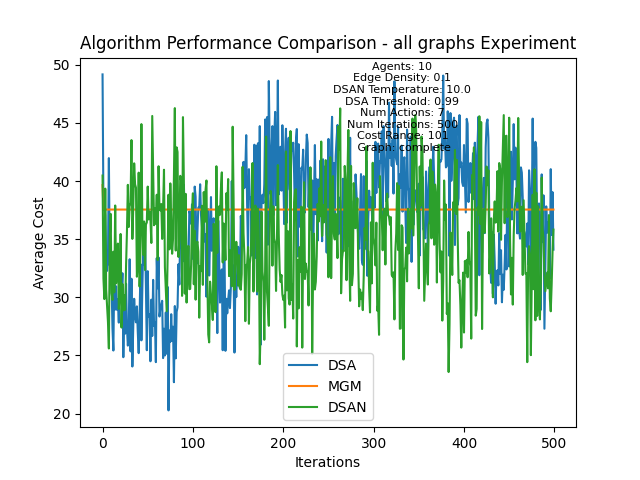 Algorithm Performance Comparison - all graphs Experiment
Agents: 10
Edge Density: 0.1
DSAN Temperature: 10.0
DSA Threshold: 0.99
Num Actions: 7
Num Iterations: 500
Cost Range: 101
Graph: complete
50
45
40
35
30
25
20
Average Cost
DSA
MGM
DSAN
0
100
200
300
400
500
Iterations